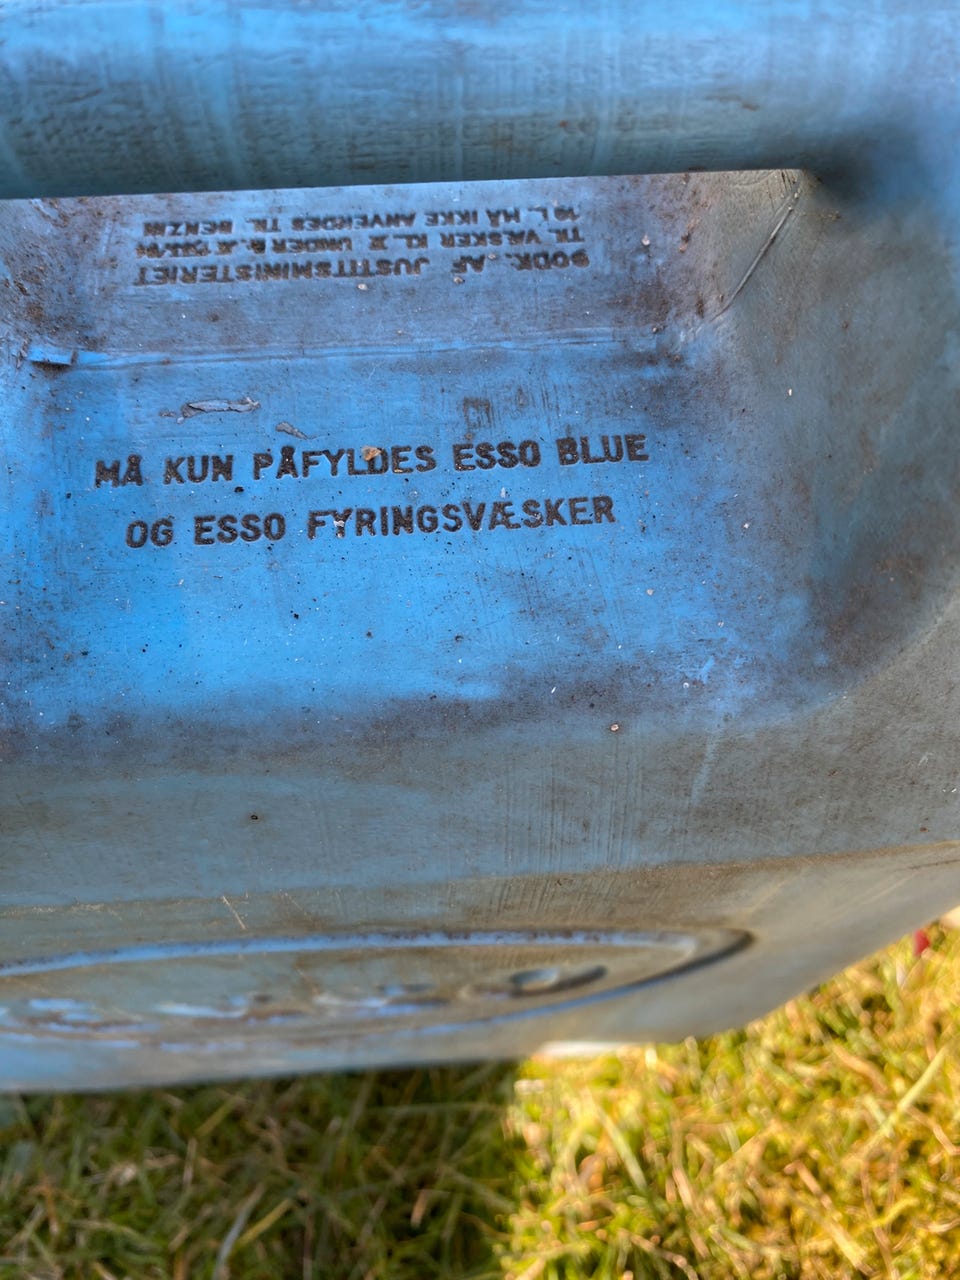 GODK. AF JUSTITSMINISTERIET
TIL VÆSKER KL. II UNDER
10 L. MÅ IKKE ANVENDES TIL BENZIN
MÅ KUN PÅFYLDES ESSO BLUE
OG ESSO FYRINGSVÆSKER